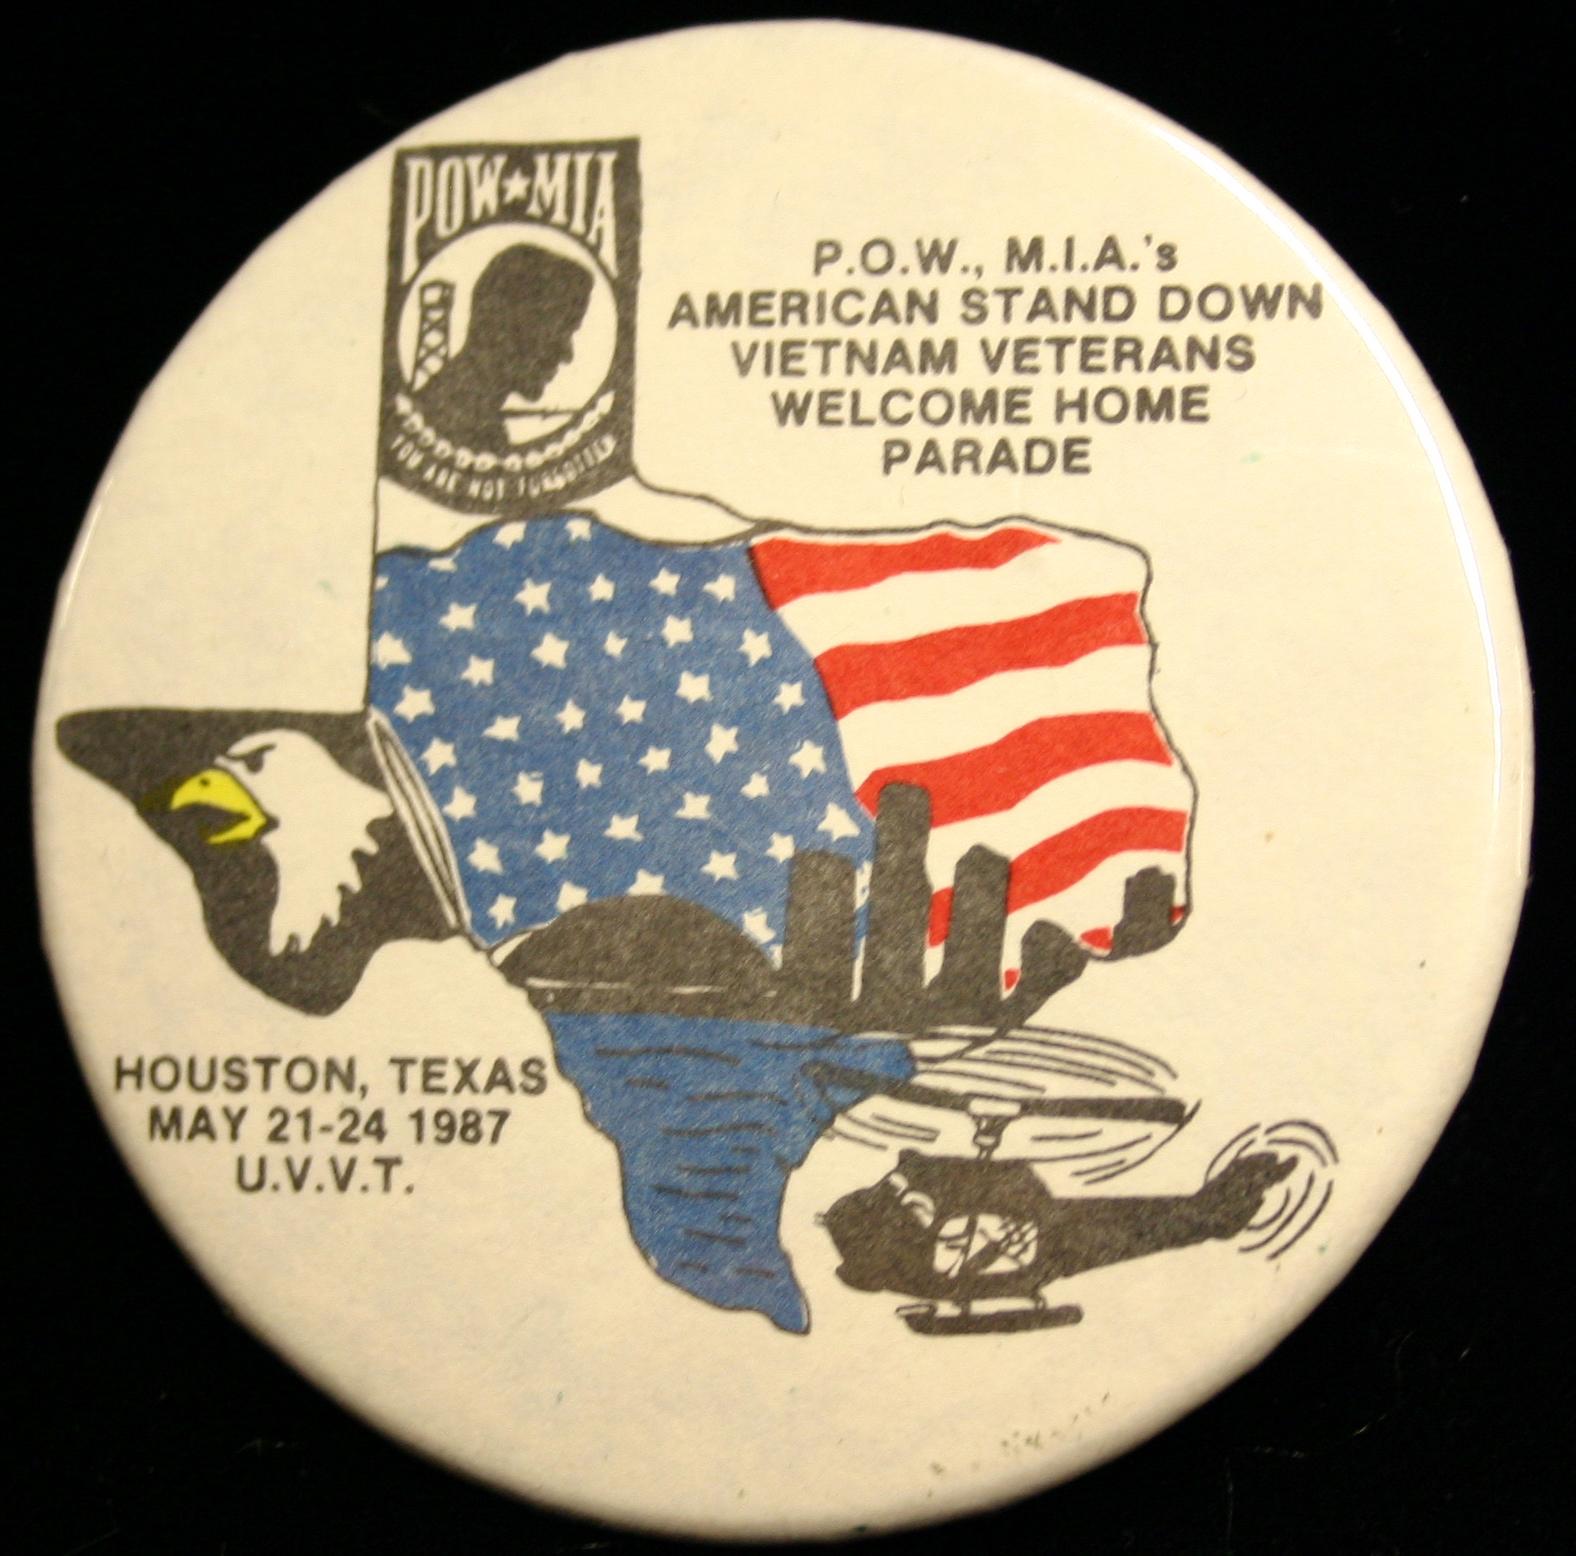 POW★MIA
YOU ARE NOT FORGOTTEN
P.O.W., M.I.A.'s
AMERICAN STAND DOWN
VIETNAM VETERANS
WELCOME HOME
PARADE
HOUSTON, TEXAS
MAY 21-24 1987
U.V.V.T.